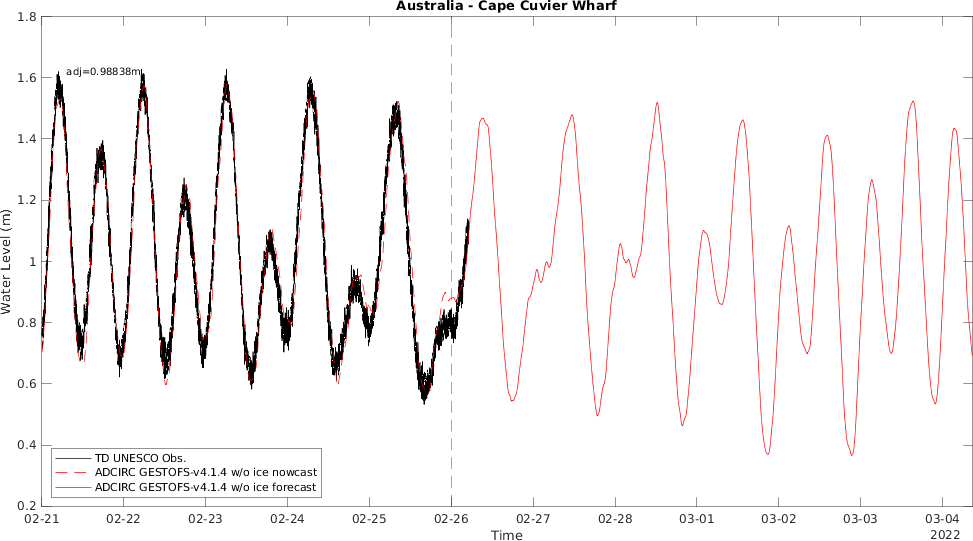 Australia - Cape Cuvier Wharf
1.8
1.6
1.4
1.2
1
0.8
0.6
0.4
0.2
Water Level (m)
adj=0.98838m
TD UNESCO Obs.
ADCIRC GESTOFS-v4.1.4 w/o ice nowcast
ADCIRC GESTOFS-v4.1.4 w/o ice forecast
02-21 02-22 02-23 02-24 02-25 02-26 02-27 02-28 03-01 03-02 03-03 03-04
Time 2022